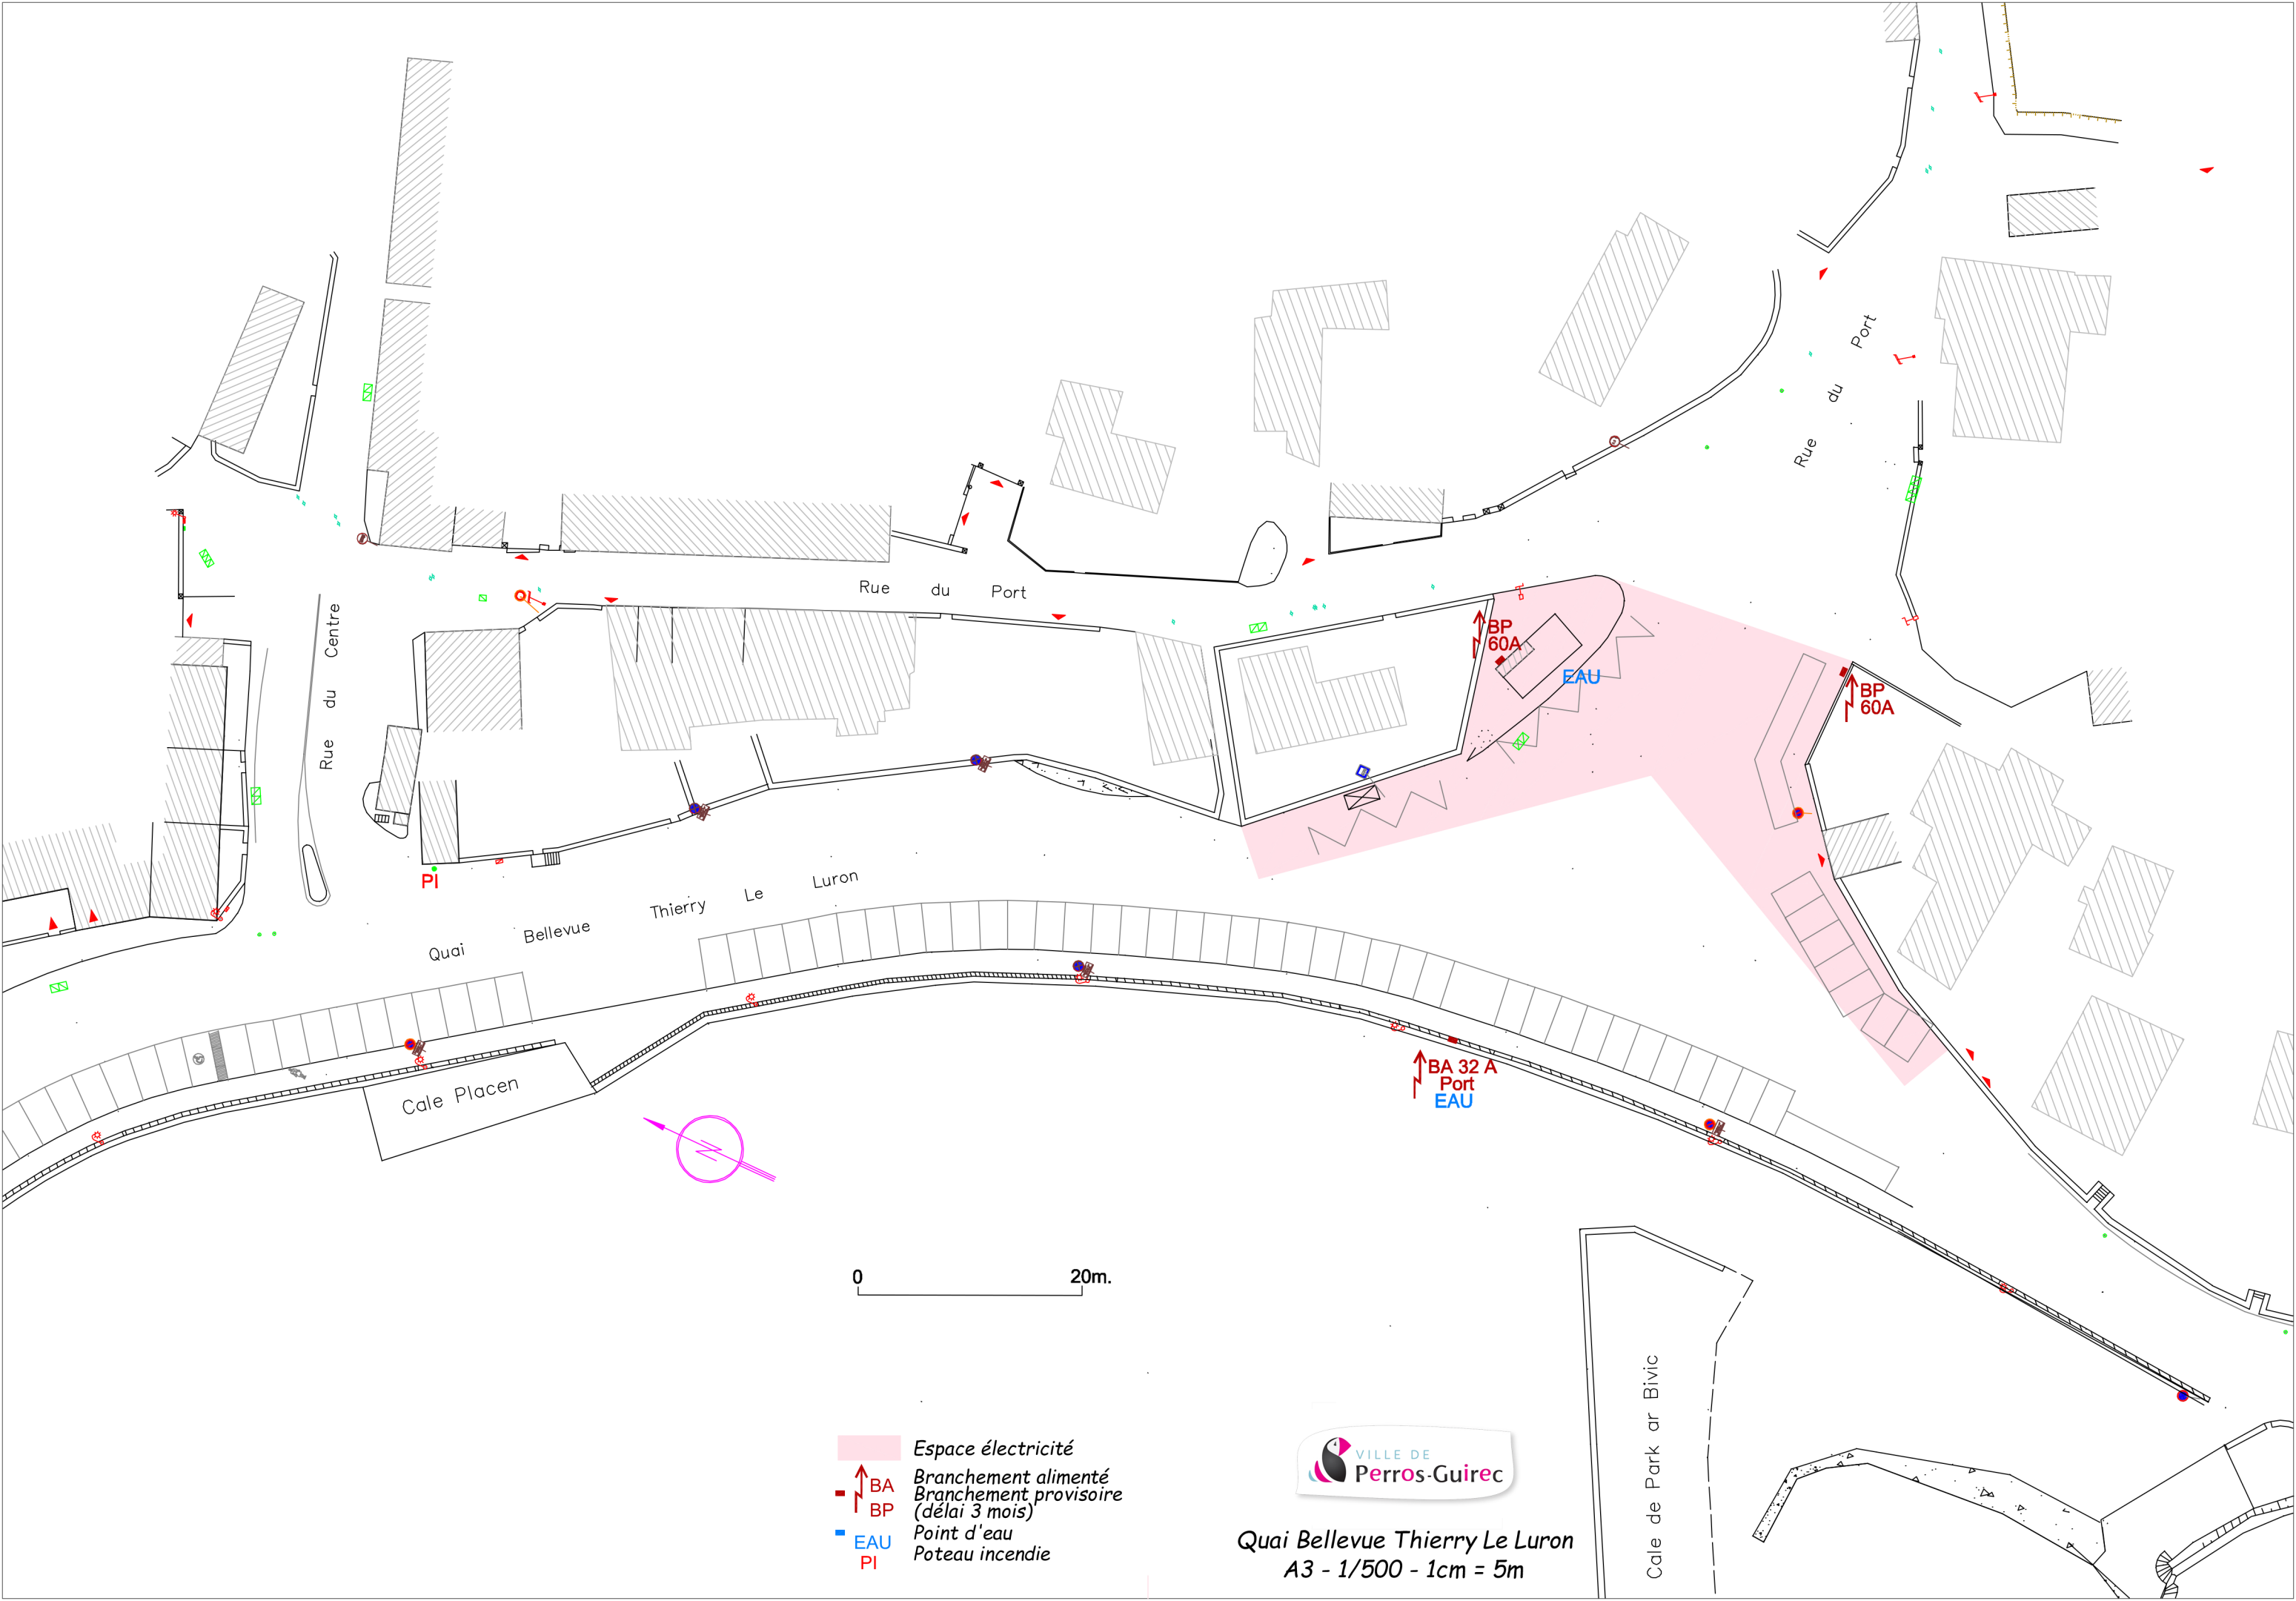 Rue du Port
Rue du Port
Rue du Centre
BP
60A
EAU
BP
60A
PI
Quai Bellevue Thierry Le Luron
Cale Placen
BA 32 A
Port
EAU
0 20m.
Cale de Park ar Bivic
Espace électricité
BA Branchement alimenté
BP Branchement provisoire
(délai 3 mois)
EAU Point d'eau
PI Poteau incendie
VILLE DE
Perros-Guirec
Quai Bellevue Thierry Le Luron
A3 - 1/500 - 1cm = 5m